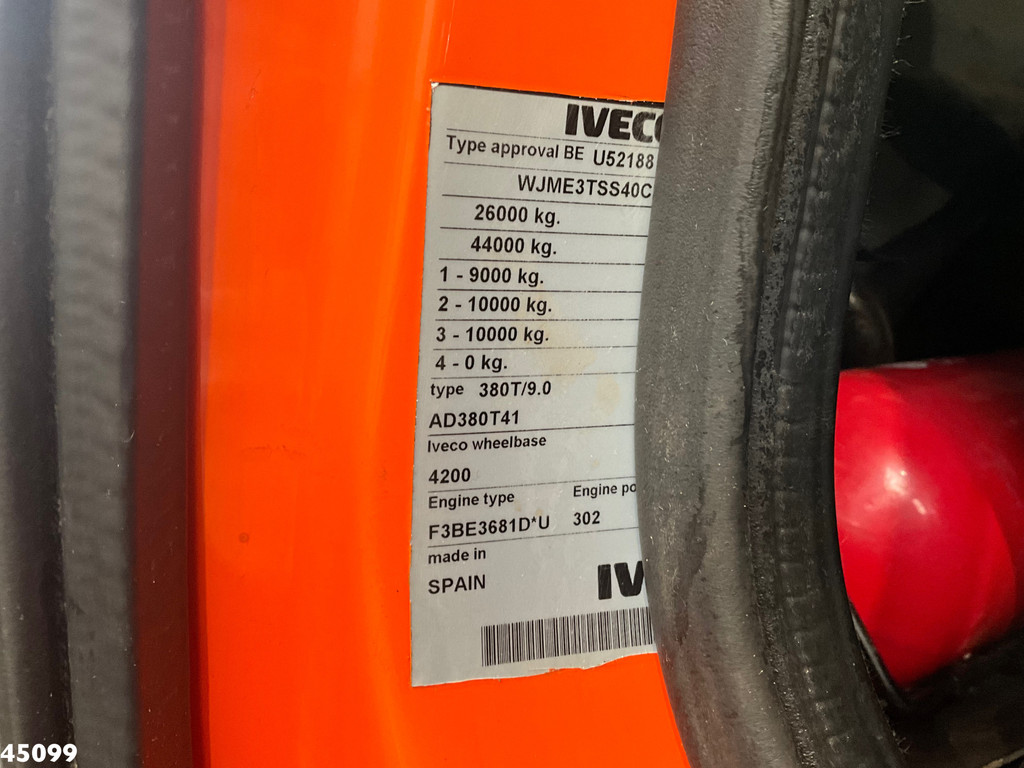 IVECO
Type approval BE U52188
WJME3TSS40C
26000 kg.
44000 kg.
1 - 9000 kg.
2 - 10000 kg.
3 - 10000 kg.
4 - 0 kg.
type 380T/9.0
AD380T41
Iveco wheelbase
4200
Engine type Engine po
F3BE3681D*U 302
made in
SPAIN IV
45099